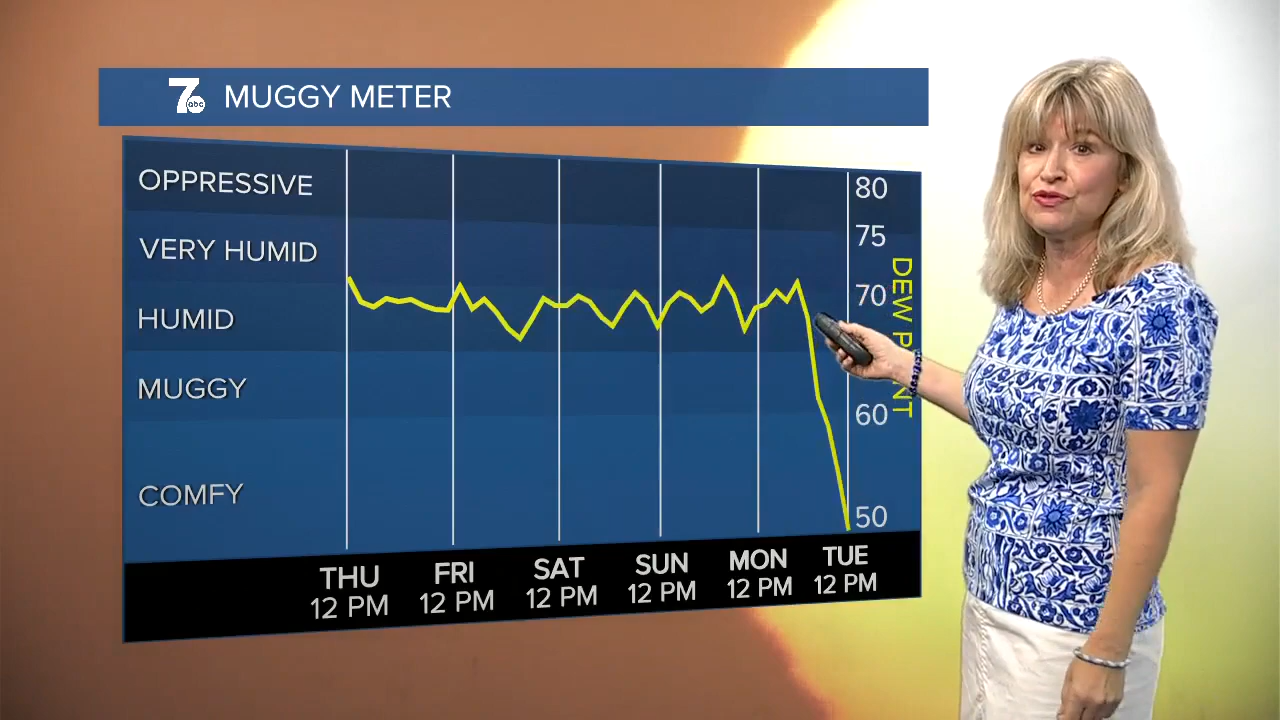 7 abc MUGGY METER
OPPRESSIVE
VERY HUMID
HUMID
MUGGY
COMFY
80
75
70
60
50
DEW P NT
THU
12 PM
FRI
12 PM
SAT
12 PM
SUN
12 PM
MON
12 PM
TUE
12 PM